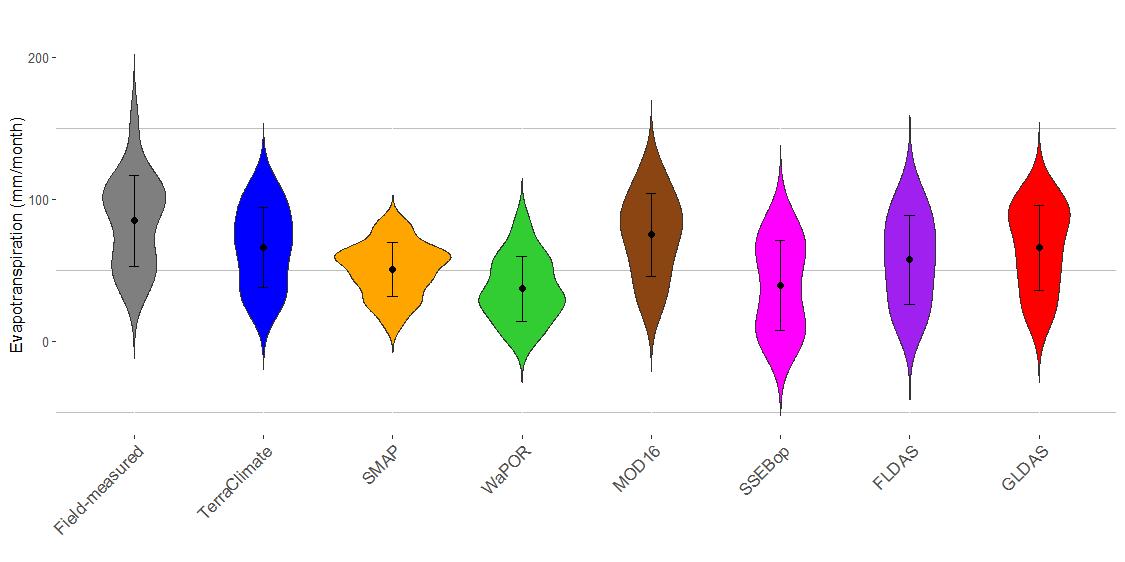 Evapotranspiration (mm/month)
200
100
0
Field-measured
TerraClimate
SMAP
WaPOR
MOD16
SSEBop
FLDAS
GLDAS